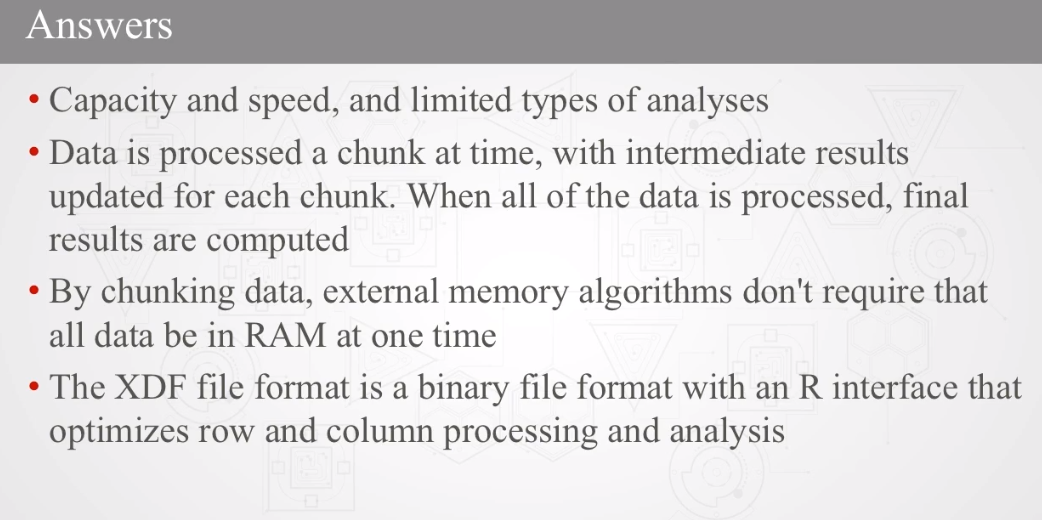 Answers
• Capacity and speed, and limited types of analyses
• Data is processed a chunk at time, with intermediate results
updated for each chunk. When all of the data is processed, final
results are computed
• By chunking data, external memory algorithms don't require that
all data be in RAM at one time
• The XDF file format is a binary file format with an R interface that
optimizes row and column processing and analysis